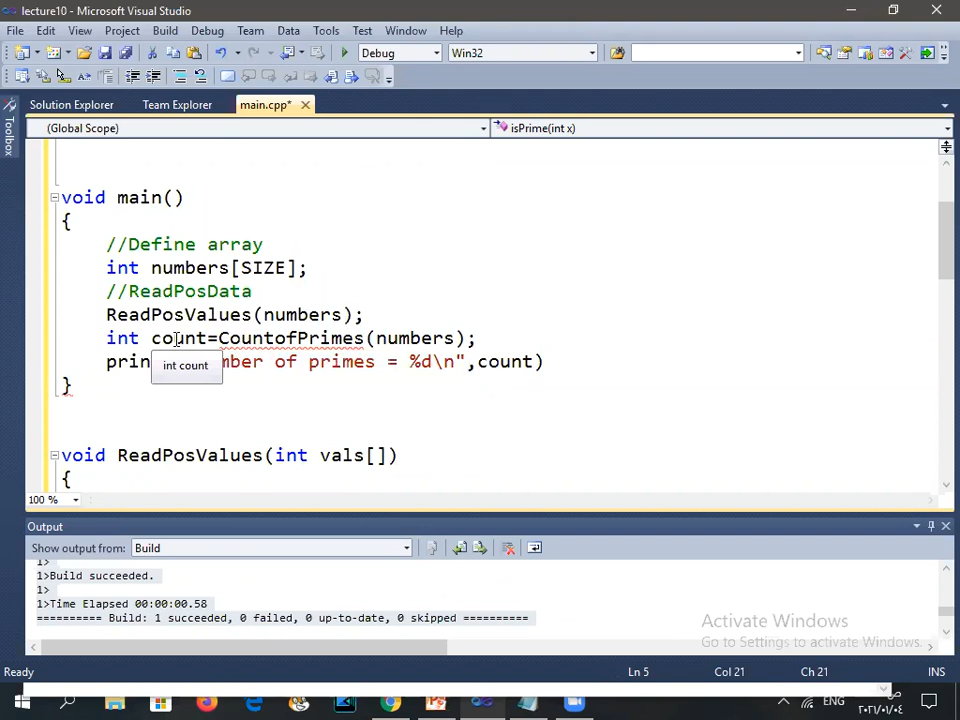 lecture10 - Microsoft Visual Studio
File Edit View Project Build Debug Team Data Tools Test Window Help
Debug Win32
Solution Explorer Team Explorer main.cpp*
(Global Scope) isPrime(int x)
void main()
{
//Define array
int numbers[SIZE];
//ReadPosData
ReadPosValues(numbers);
int count=CountofPrimes(numbers);
prin mber of primes = %d\n",count)
int count
}
void ReadPosValues(int vals[])
{
Toolbox
100 %
Output
Show output from: Build
1>
1>Build succeeded.
1>
1>Time Elapsed 00:00:00.58
========== Build: 1 succeeded, 0 failed, 0 up-to-date, 0 skipped ==========
Activate Windows
Go to Settings to activate Windows.
Ready Ln 5 Col 21 Ch 21 INS
ENG
٢٠٢١/٠١/٠٤